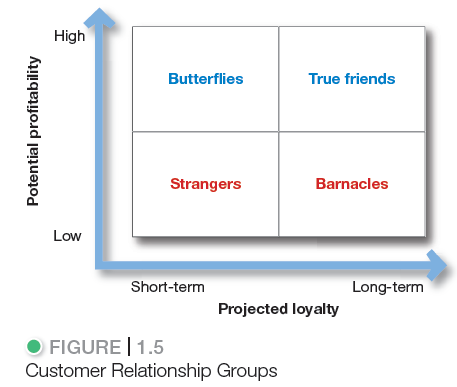 High
Potential profitability
Butterflies
True friends
Strangers
Barnacles
Low
Short-term
Long-term
Projected loyalty
FIGURE | 1.5
Customer Relationship Groups